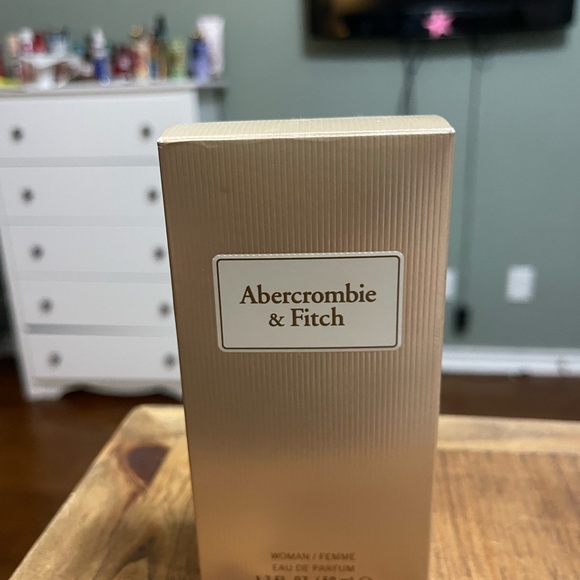 Abercrombie
& Fitch
WOMAN / FEMME
EAU DE PARFUM